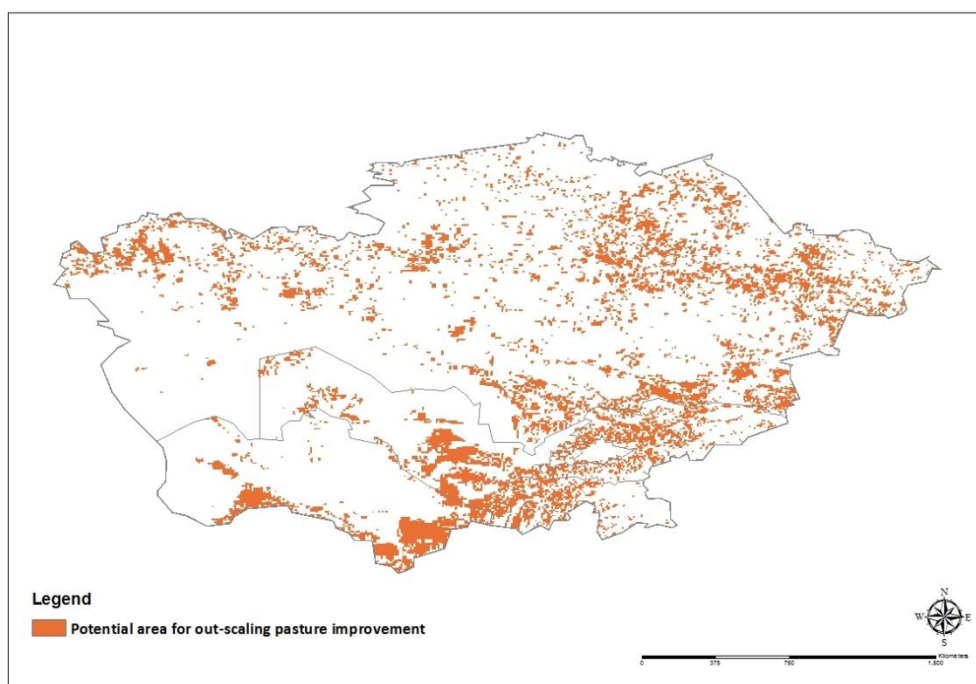 Legend
Potential area for out-scaling pasture improvement
N
W
E
S
Kilometers
0 375 750 1,500